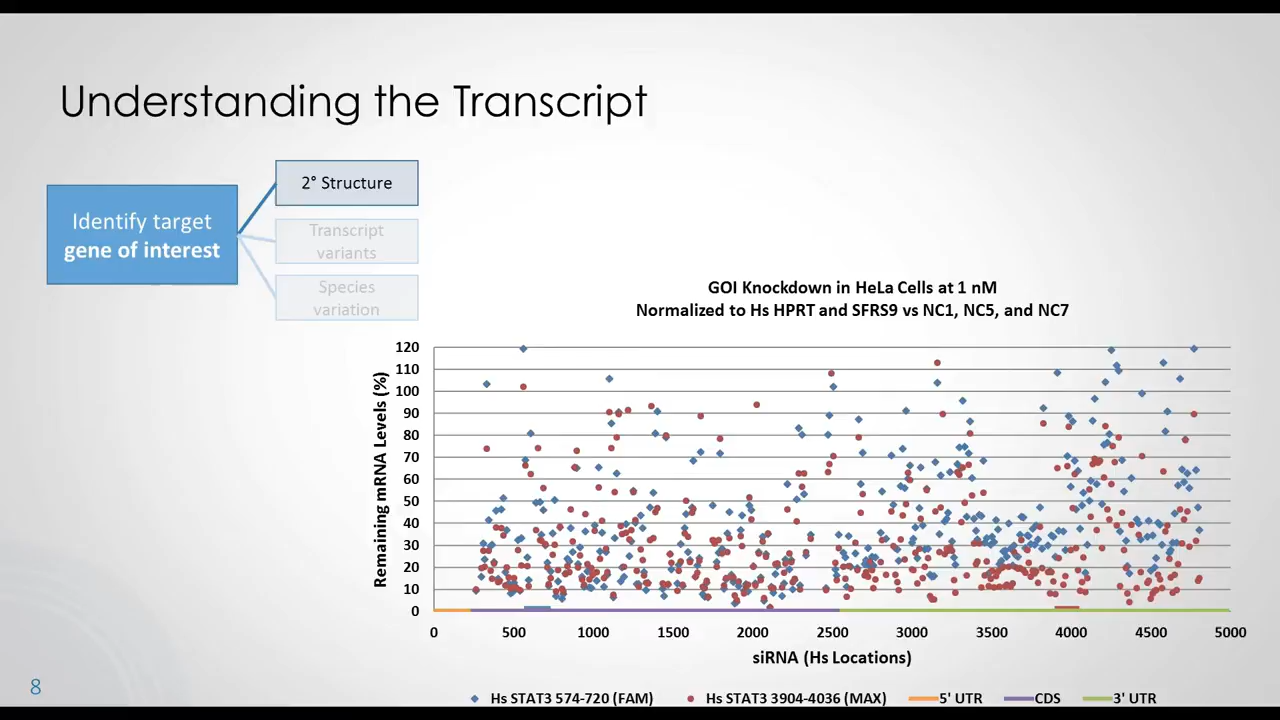 Understanding the Transcript
Identify target
gene of interest
2° Structure
Transcript
variants
Species
variation
GOI Knockdown in HeLa Cells at 1 nM
Normalized to Hs HPRT and SFRS9 vs NC1, NC5, and NC7
Remaining mRNA Levels (%)
120
110
100
90
80
70
60
50
40
30
20
10
0
0 500 1000 1500 2000 2500 3000 3500 4000 4500 5000
siRNA (Hs Locations)
Hs STAT3 574-720 (FAM) Hs STAT3 3904-4036 (MAX) 5' UTR CDS 3' UTR
8